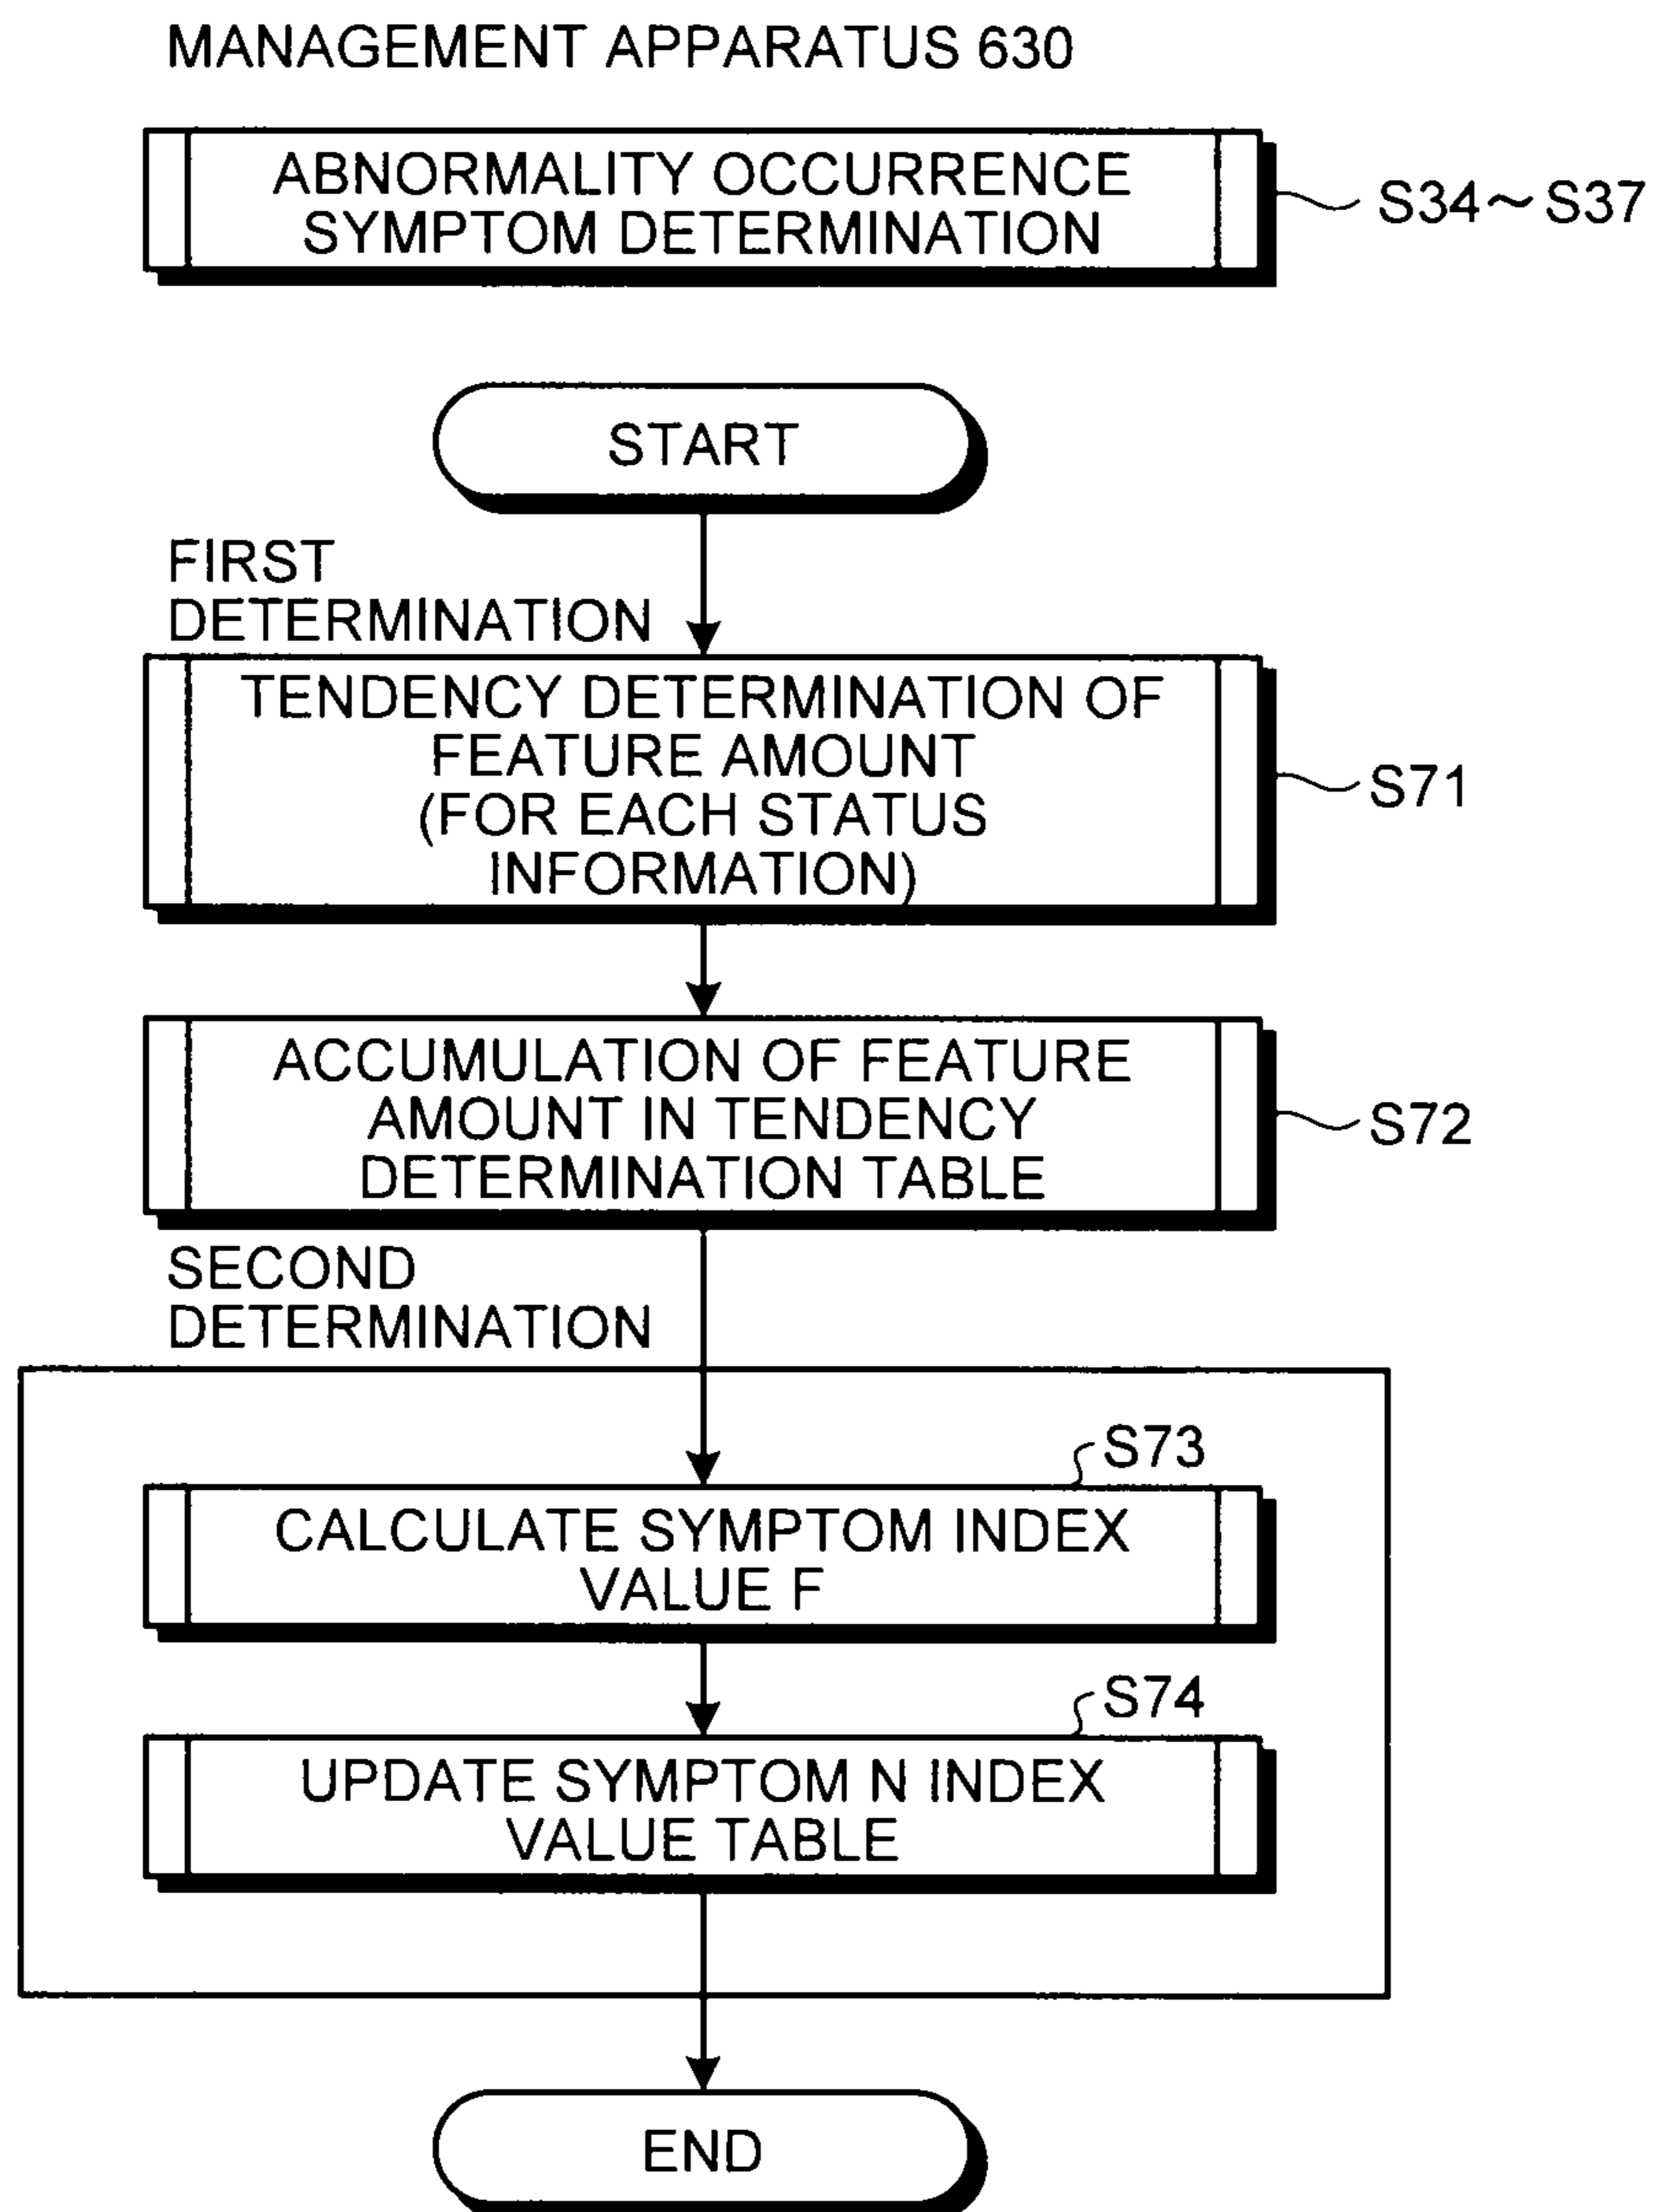 MANAGEMENT APPARATUS 630
ABNORMALITY OCCURRENCE
SYMPTOM DETERMINATION
S34～S37
START
FIRST
DETERMINATION
TENDENCY DETERMINATION OF
FEATURE AMOUNT
(FOR EACH STATUS
INFORMATION)
S71
ACCUMULATION OF FEATURE
AMOUNT IN TENDENCY
DETERMINATION TABLE
S72
SECOND
DETERMINATION
S73
CALCULATE SYMPTOM INDEX
VALUE F
S74
UPDATE SYMPTOM N INDEX
VALUE TABLE
END